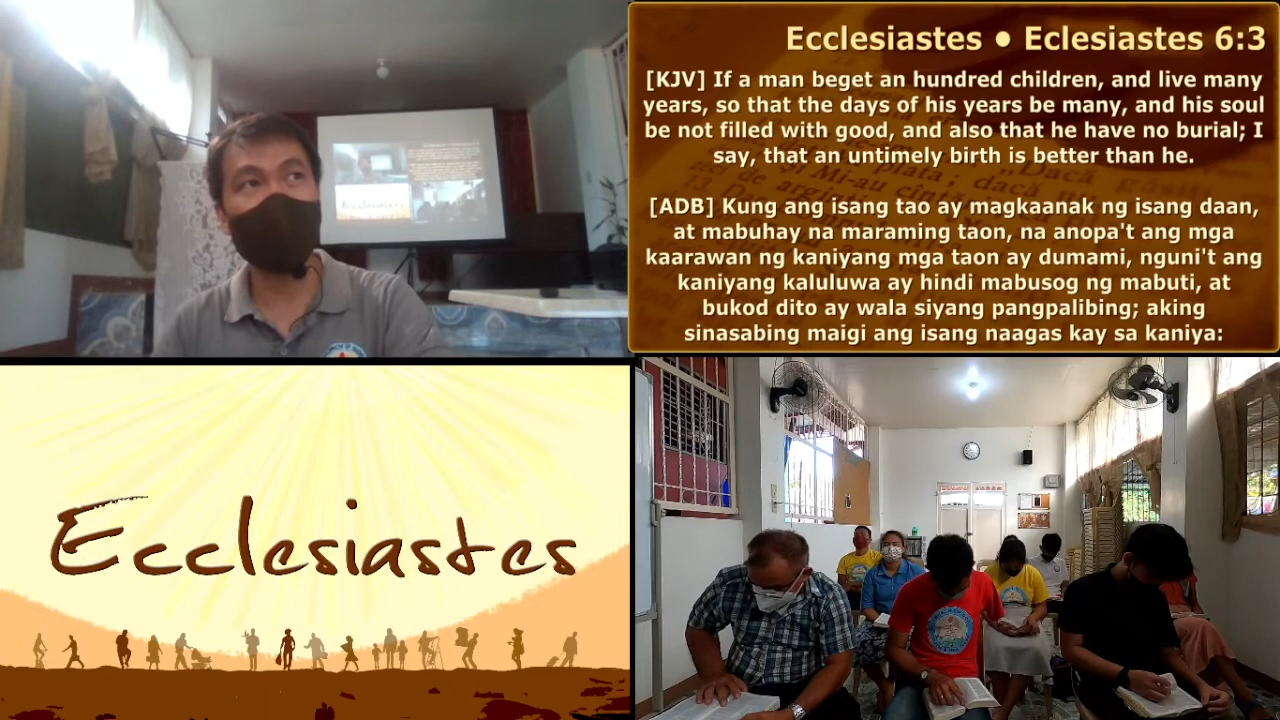 Ecclesiastes • Eclesiastes 6:3
[KJV] If a man beget an hundred children, and live many
years, so that the days of his years be many, and his soul
be not filled with good, and also that he have no burial; I
say, that an untimely birth is better than he.
[ADB] Kung ang isang tao ay magkaanak ng isang daan,
at mabuhay na maraming taon, na anopa't ang mga
kaarawan ng kaniyang mga taon ay dumami, nguni't ang
kaniyang kaluluwa ay hindi mabusog ng mabuti, at
bukod dito ay wala siyang pangpalibing; aking
sinasabing maigi ang isang naagas kay sa kaniya:
Ecclesiastes